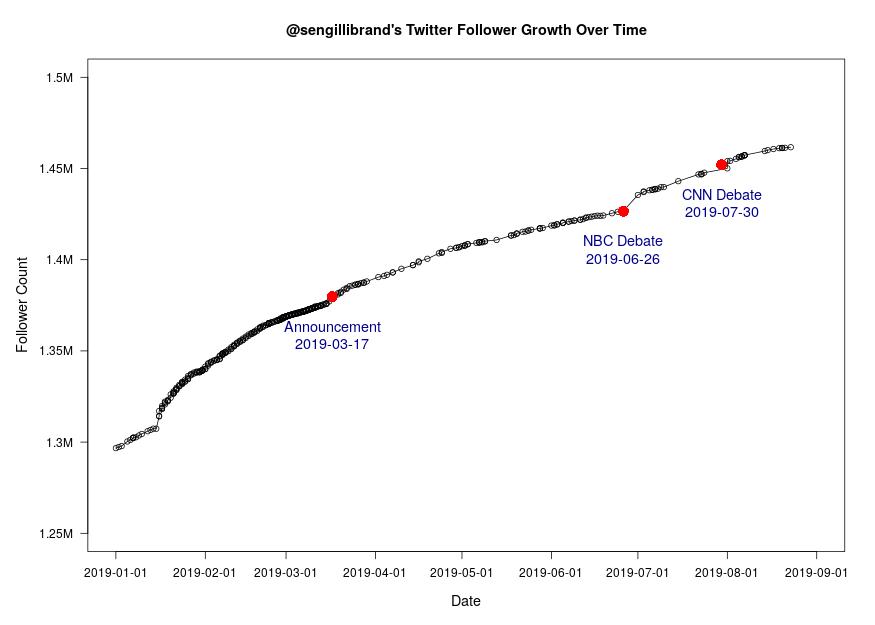 @sengillibrand's Twitter Follower Growth Over Time
1.5M
1.45M
1.4M
1.35M
1.3M
1.25M
Follower Count
CNN Debate
2019-07-30
NBC Debate
2019-06-26
Announcement
2019-03-17
2019-01-01 2019-02-01 2019-03-01 2019-04-01 2019-05-01 2019-06-01 2019-07-01 2019-08-01 2019-09-01
Date